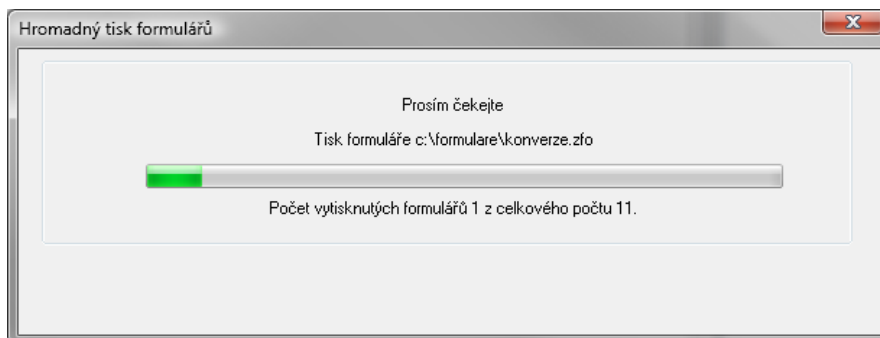 Hromadný tisk formulářů
Prosím čekejte
Tisk formuláře c:\formulare\konverze.zfo
Počet vytisknutých formulářů 1 z celkového počtu 11.